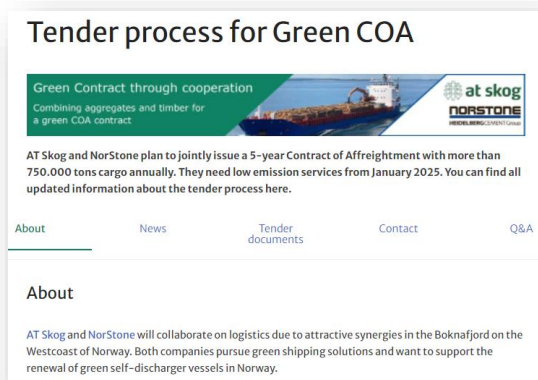 Tender process for Green COA
Green Contract through cooperation
Combining aggregates and timber for
a green COA contract
at skog
NORSTONE
HEIDELBERGCEMENT Group
AT Skog and NorStone plan to jointly issue a 5-year Contract of Affreightment with more than
750.000 tons cargo annually. They need low emission services from January 2025. You can find all
updated information about the tender process here.
About
News
Tender
documents
Contact
Q&A
About
AT Skog and NorStone will collaborate on logistics due to attractive synergies in the Boknafjord on the
Westcoast of Norway. Both companies pursue green shipping solutions and want to support the
renewal of green self-discharger vessels in Norway.